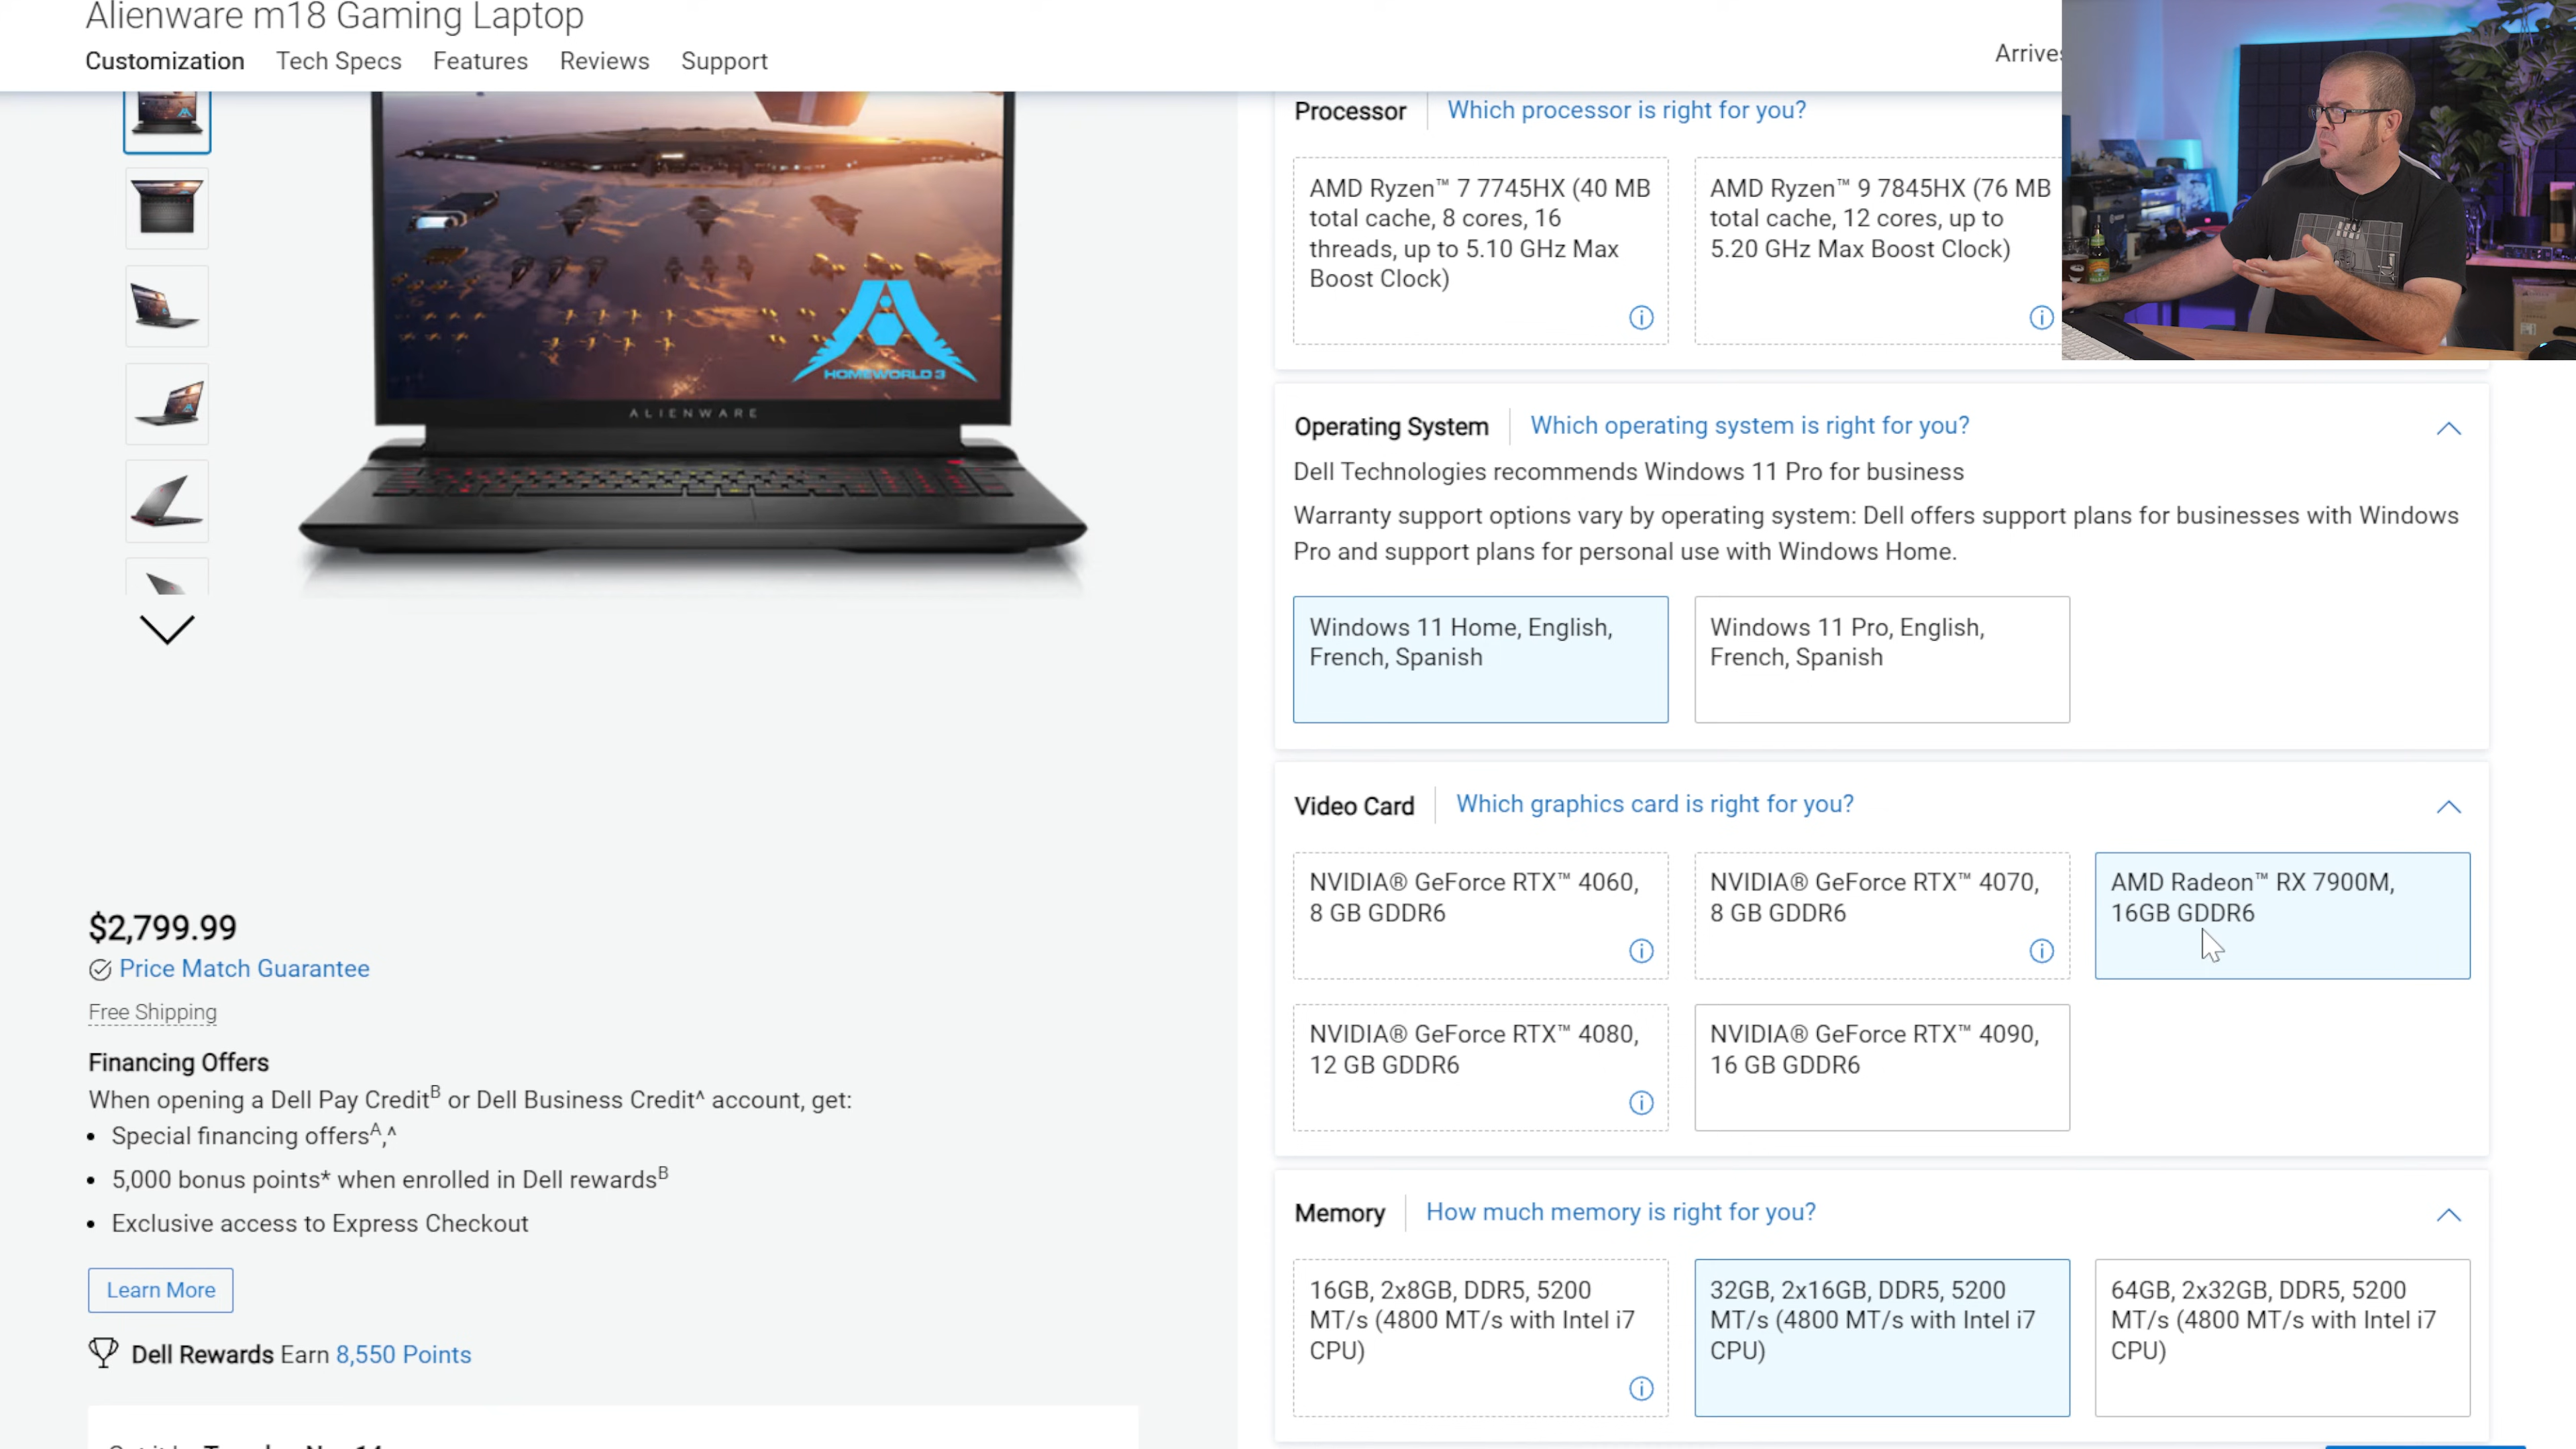 Alienware m18 Gaming Laptop
Customization Tech Specs Features Reviews Support
HOMEWORLD 3
ALIENWARE
$2,799.99
Price Match Guarantee
Free Shipping
Financing Offers
When opening a Dell Pay Credit^B or Dell Business Credit^ account, get:
• Special financing offers^A,^
• 5,000 bonus points* when enrolled in Dell rewards^B
• Exclusive access to Express Checkout
Learn More
Dell Rewards Earn 8,550 Points
Processor Which processor is right for you?
AMD Ryzen™ 7 7745HX (40 MB
total cache, 8 cores, 16
threads, up to 5.10 GHz Max
Boost Clock)
AMD Ryzen™ 9 7845HX (76 MB
total cache, 12 cores, up to
5.20 GHz Max Boost Clock)
Operating System Which operating system is right for you?
Dell Technologies recommends Windows 11 Pro for business
Warranty support options vary by operating system: Dell offers support plans for businesses with Windows
Pro and support plans for personal use with Windows Home.
Windows 11 Home, English,
French, Spanish
Windows 11 Pro, English,
French, Spanish
Video Card Which graphics card is right for you?
NVIDIA® GeForce RTX™ 4060,
8 GB GDDR6
NVIDIA® GeForce RTX™ 4070,
8 GB GDDR6
AMD Radeon™ RX 7900M,
16GB GDDR6
NVIDIA® GeForce RTX™ 4080,
12 GB GDDR6
NVIDIA® GeForce RTX™ 4090,
16 GB GDDR6
Memory How much memory is right for you?
16GB, 2x8GB, DDR5, 5200
MT/s (4800 MT/s with Intel i7
CPU)
32GB, 2x16GB, DDR5, 5200
MT/s (4800 MT/s with Intel i7
CPU)
64GB, 2x32GB, DDR5, 5200
MT/s (4800 MT/s with Intel i7
CPU)